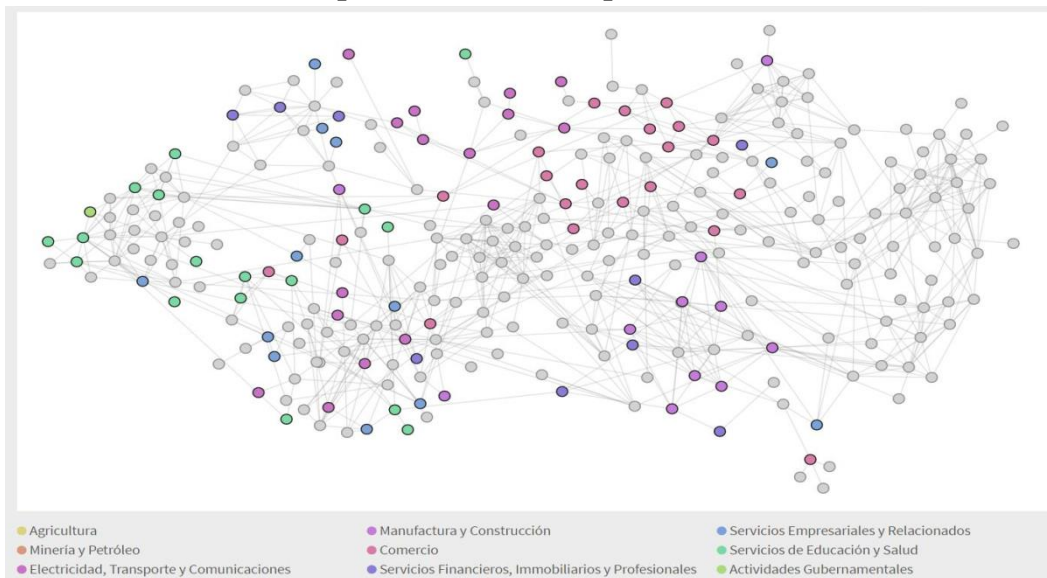 Agricultura
Minería y Petróleo
Electricidad, Transporte y Comunicaciones
Manufactura y Construcción
Comercio
Servicios Financieros, Immobiliarios y Profesionales
Servicios Empresariales y Relacionados
Servicios de Educación y Salud
Actividades Gubernamentales